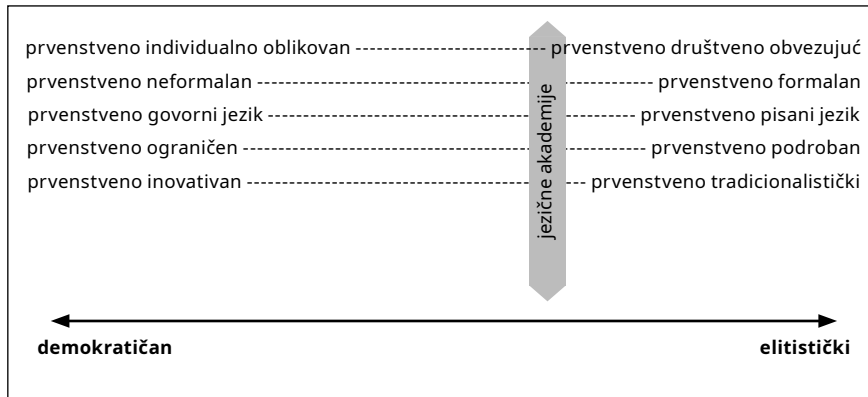 prvenstveno individualno oblikovan ------------------------ prvenstveno društveno obvezujuć
prvenstveno neformalan --------------------------------------------------- prvenstveno formalan
prvenstveno govorni jezik ----------------------------------------------- prvenstveno pisani jezik
prvenstveno ograničen --------------------------------------------------- prvenstveno podroban
prvenstveno inovativan ------------------------------------------- prvenstveno tradicionalistički
jezične akademije
demokratičan elitistički